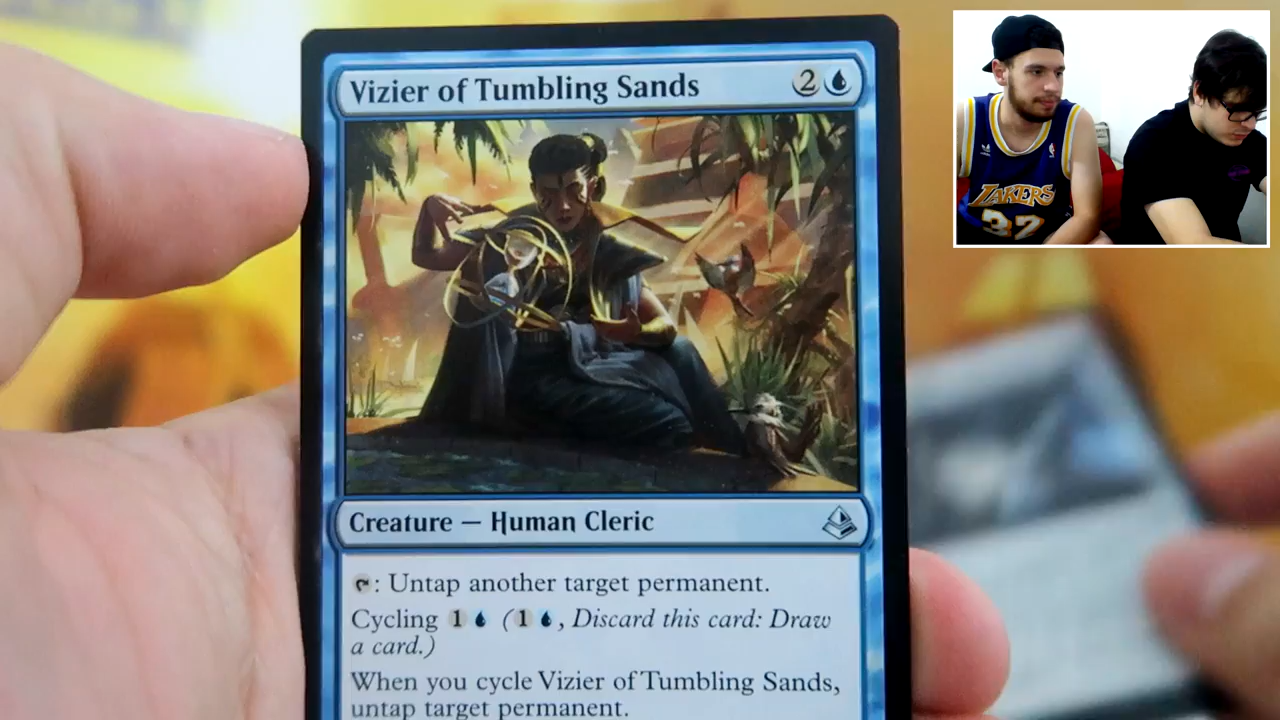 Vizier of Tumbling Sands 2
Creature — Human Cleric
: Untap another target permanent.
Cycling 1 (1 , Discard this card: Draw
a card.)
When you cycle Vizier of Tumbling Sands,
untap target permanent.
LAKERS
32